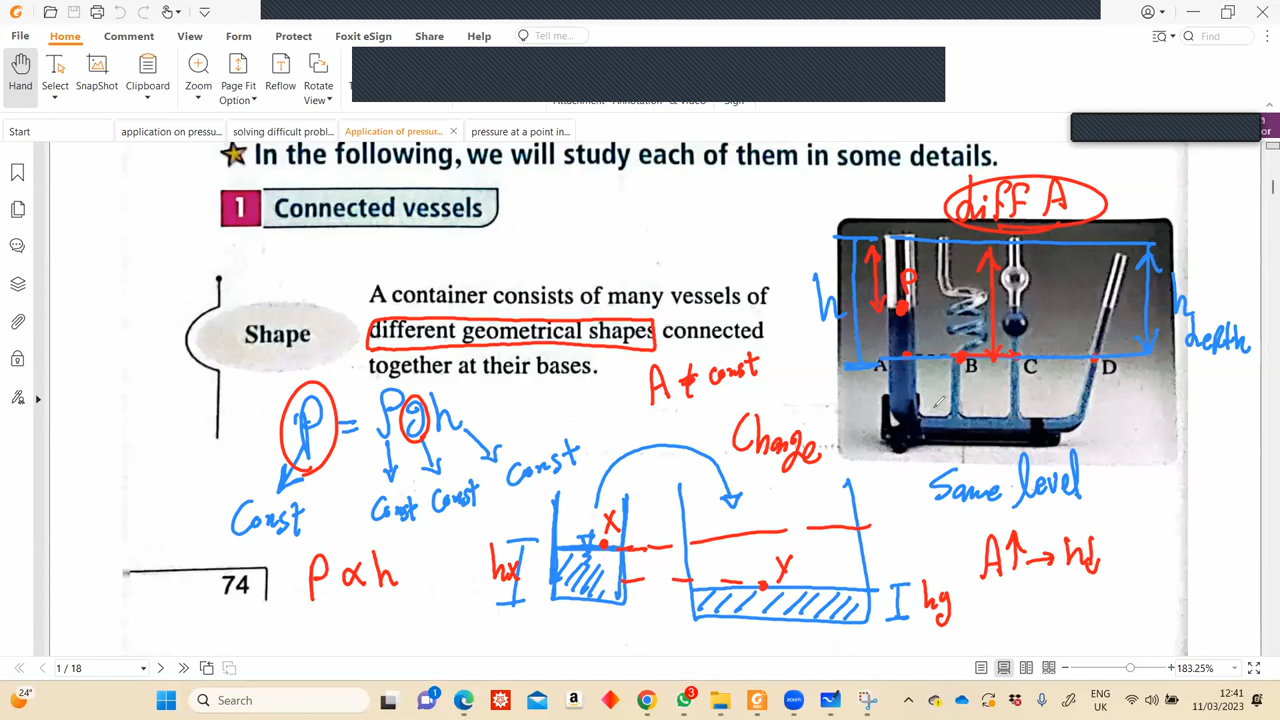 File Home Comment View Form Protect Foxit eSign Share Help Tell me... Find
Hand Select SnapShot Clipboard Zoom Page Fit Option Reflow Rotate View
Start application on pressu... solving difficult probl... Application of pressur... pressure at a point in...
In the following, we will study each of them in some details.
1 Connected vessels
diff A
Shape
A container consists of many vessels of
different geometrical shapes connected
together at their bases.
h
P
h
depth
A B C D
A ≠ const
P = ρgh
Const
Const
Const
Const
Change
Same level
P ∝ h
A↑ → h↓
x
y
hx
hy
74
1 / 18
183.25%
24°
Search
1
3
ENG
UK
12:41
11/03/2023